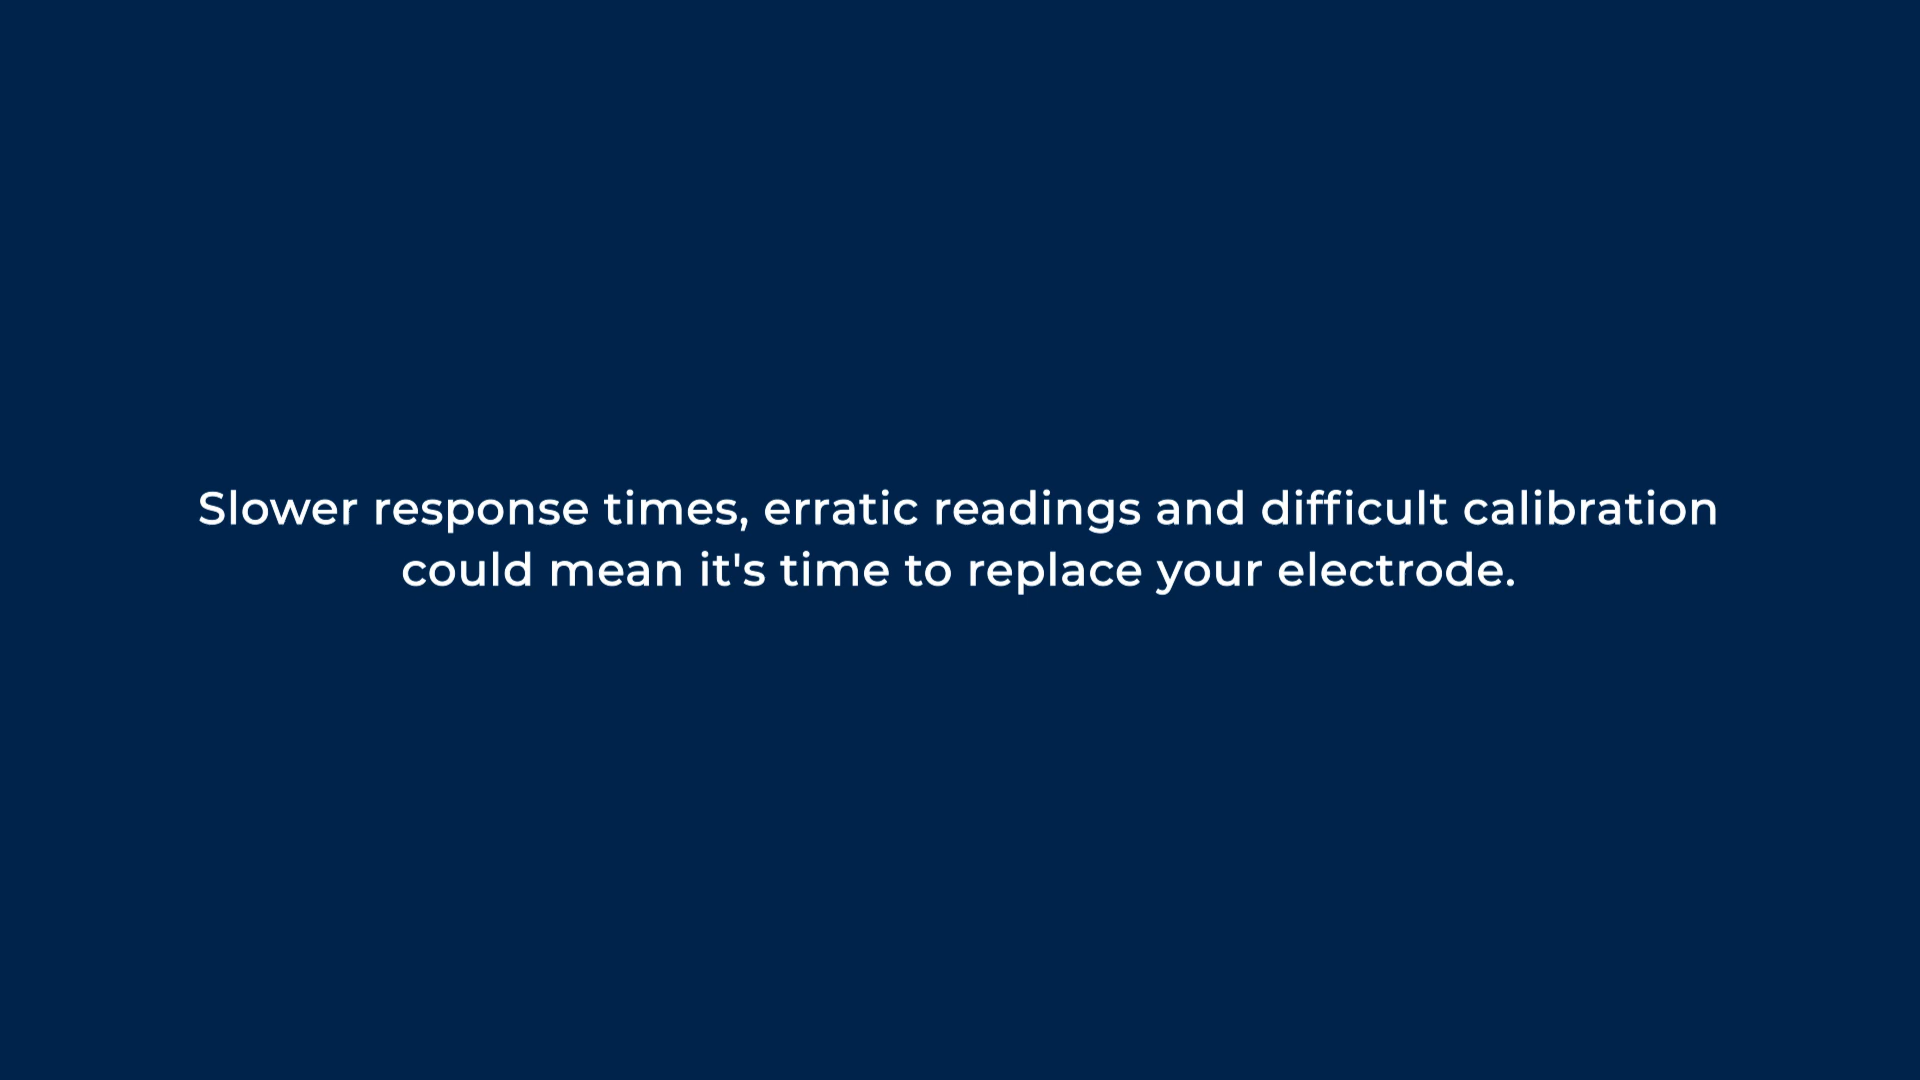 Slower response times, erratic readings and difficult calibration
could mean it's time to replace your electrode.